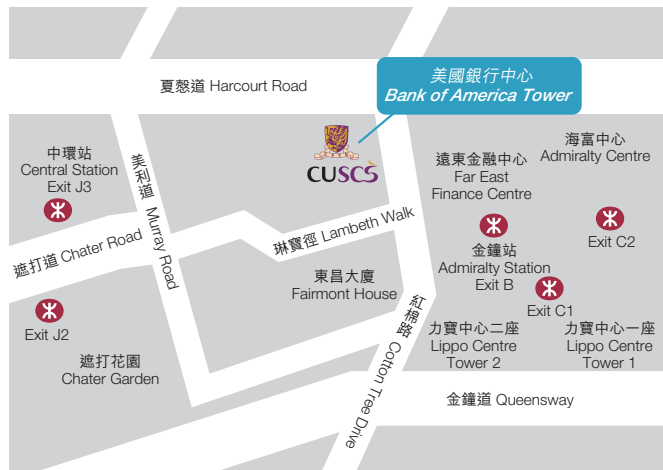 夏慤道 Harcourt Road
美國銀行中心
Bank of America Tower
中環站
Central Station
Exit J3
美利道 Murray Road
CUSCS
遠東金融中心
Far East
Finance Centre
海富中心
Admiralty Centre
遮打道 Chater Road
琳寶徑 Lambeth Walk
Exit C2
金鐘站
Admiralty Station
Exit B
東昌大廈
Fairmont House
Exit C1
Exit J2
紅棉路 Cotton Tree Drive
力寶中心二座
Lippo Centre
Tower 2
力寶中心一座
Lippo Centre
Tower 1
遮打花園
Chater Garden
金鐘道 Queensway